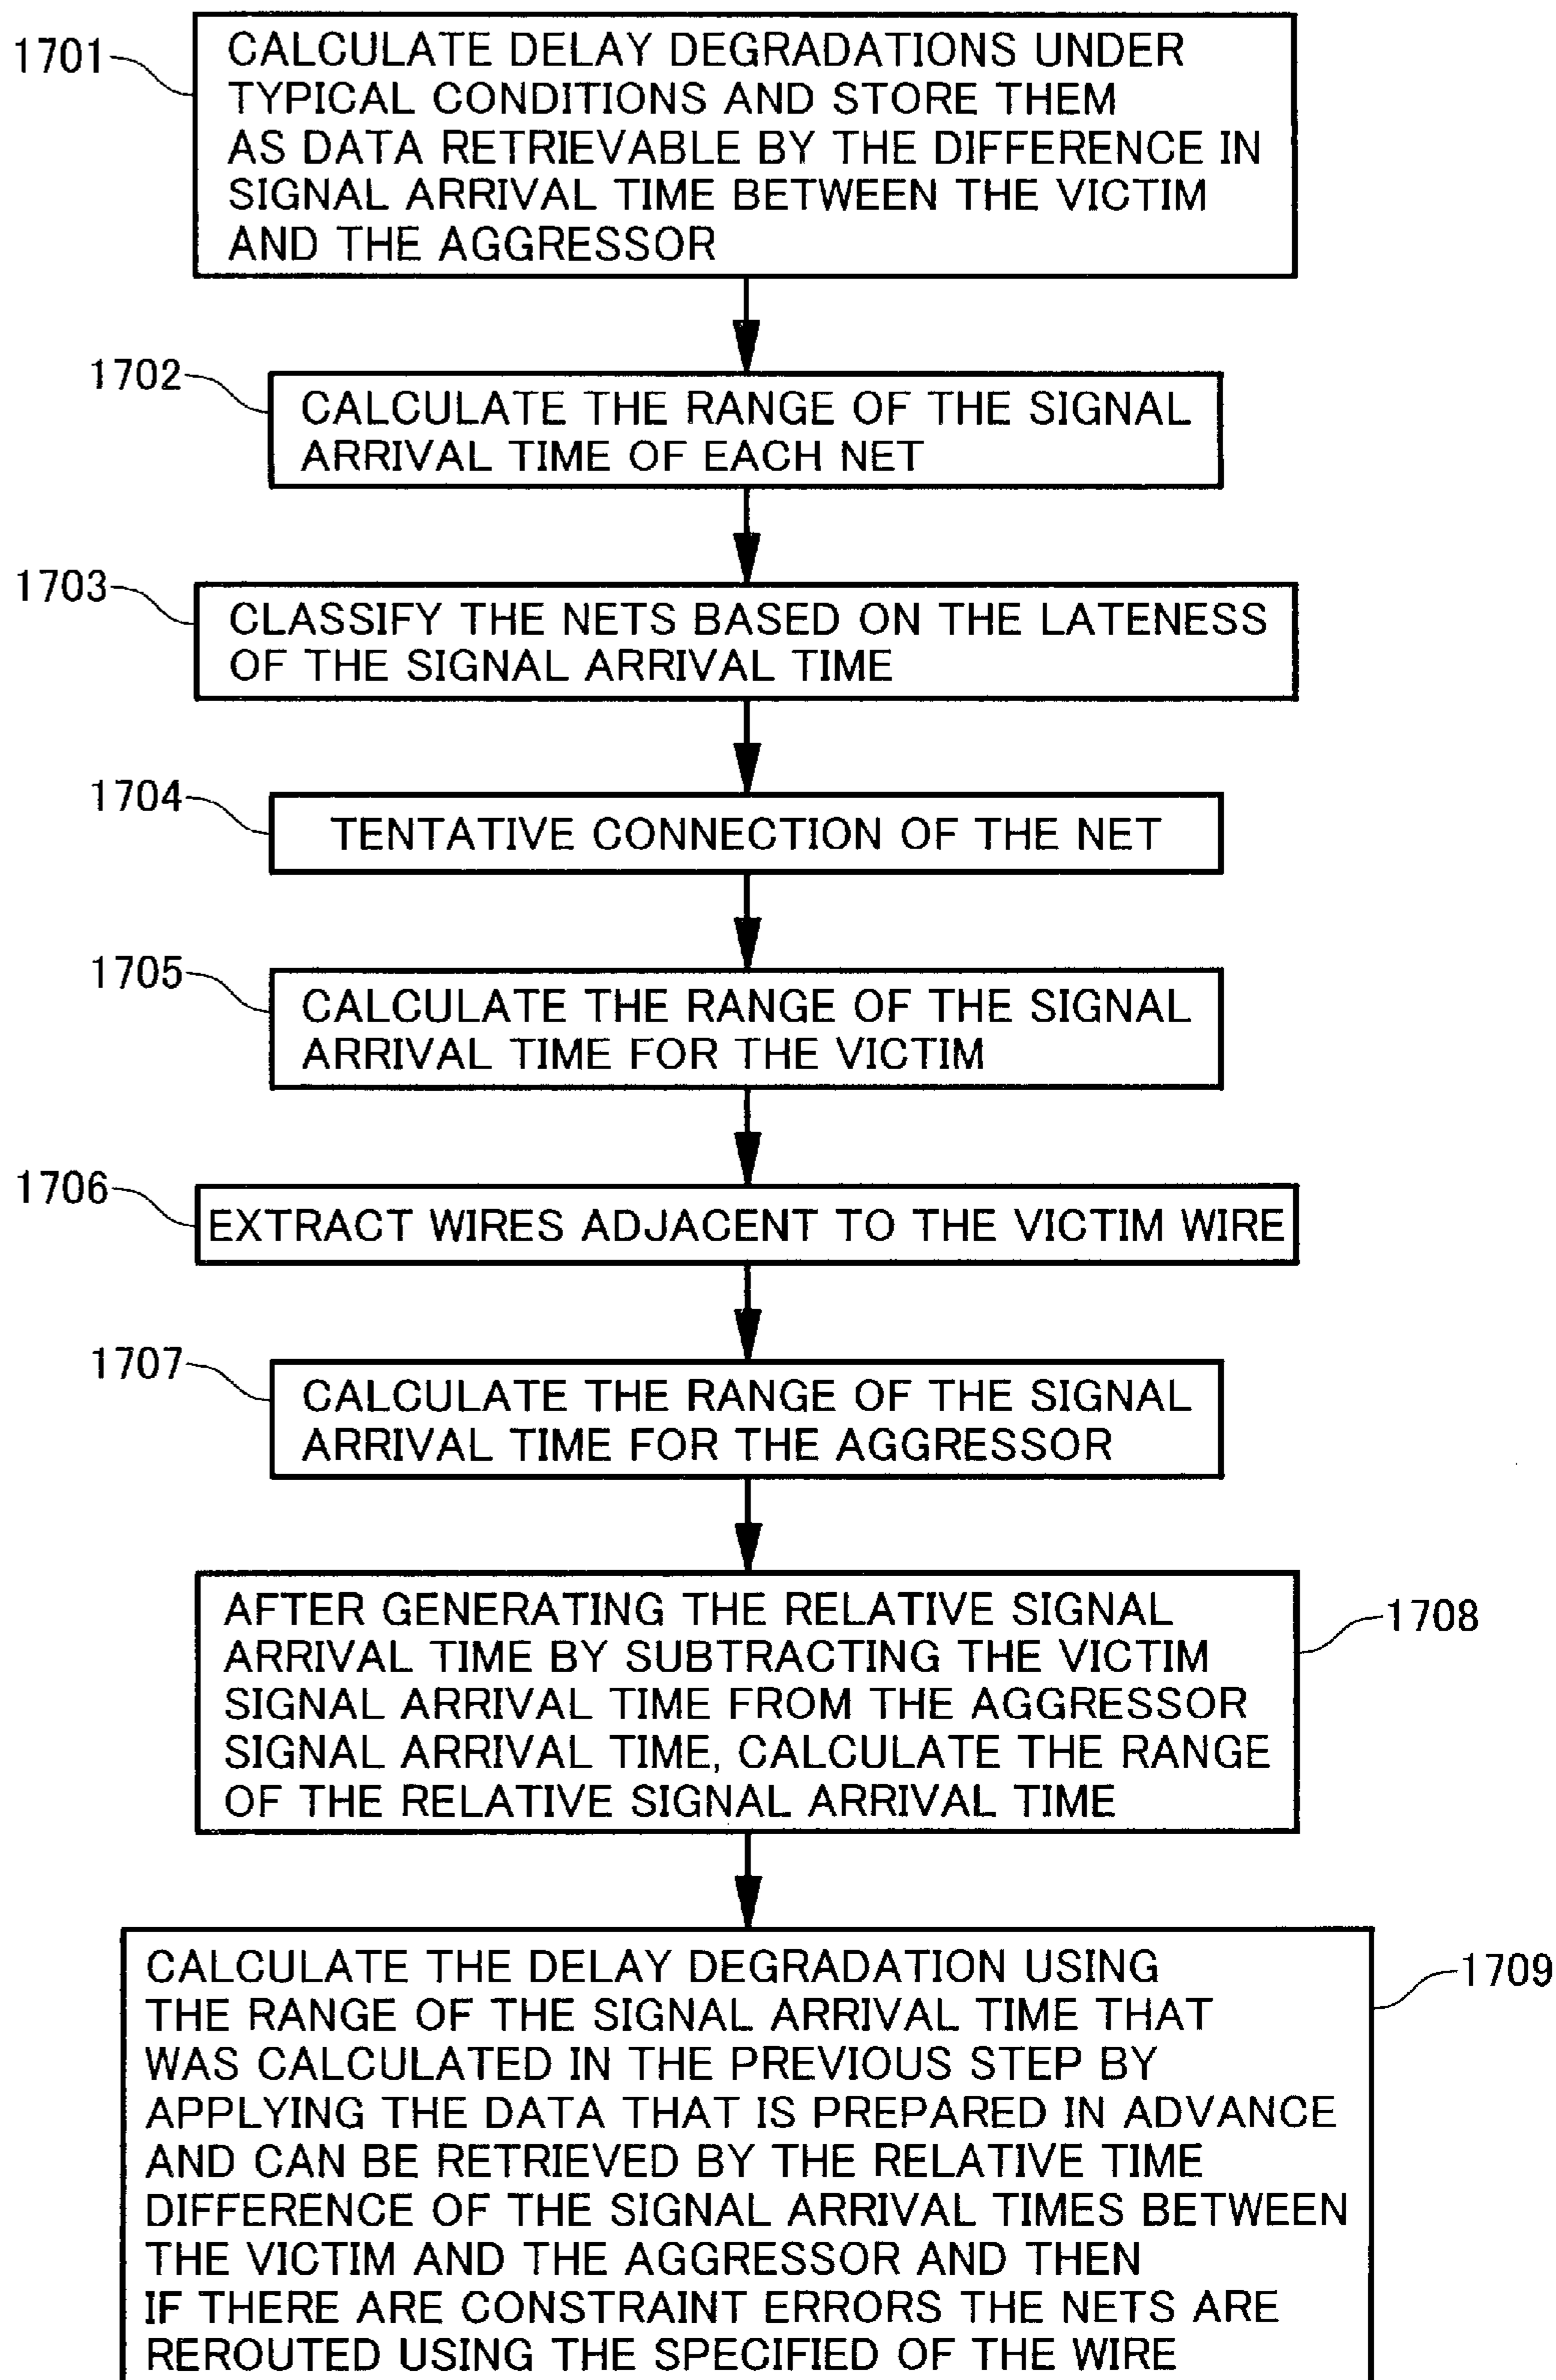 1701
CALCULATE DELAY DEGRADATIONS UNDER
TYPICAL CONDITIONS AND STORE THEM
AS DATA RETRIEVABLE BY THE DIFFERENCE IN
SIGNAL ARRIVAL TIME BETWEEN THE VICTIM
AND THE AGGRESSOR
1702
CALCULATE THE RANGE OF THE SIGNAL
ARRIVAL TIME OF EACH NET
1703
CLASSIFY THE NETS BASED ON THE LATENESS
OF THE SIGNAL ARRIVAL TIME
1704
TENTATIVE CONNECTION OF THE NET
1705
CALCULATE THE RANGE OF THE SIGNAL
ARRIVAL TIME FOR THE VICTIM
1706
EXTRACT WIRES ADJACENT TO THE VICTIM WIRE
1707
CALCULATE THE RANGE OF THE SIGNAL
ARRIVAL TIME FOR THE AGGRESSOR
1708
AFTER GENERATING THE RELATIVE SIGNAL
ARRIVAL TIME BY SUBTRACTING THE VICTIM
SIGNAL ARRIVAL TIME FROM THE AGGRESSOR
SIGNAL ARRIVAL TIME, CALCULATE THE RANGE
OF THE RELATIVE SIGNAL ARRIVAL TIME
1709
CALCULATE THE DELAY DEGRADATION USING
THE RANGE OF THE SIGNAL ARRIVAL TIME THAT
WAS CALCULATED IN THE PREVIOUS STEP BY
APPLYING THE DATA THAT IS PREPARED IN ADVANCE
AND CAN BE RETRIEVED BY THE RELATIVE TIME
DIFFERENCE OF THE SIGNAL ARRIVAL TIMES BETWEEN
THE VICTIM AND THE AGGRESSOR AND THEN
IF THERE ARE CONSTRAINT ERRORS THE NETS ARE
REROUTED USING THE SPECIFIED OF THE WIRE